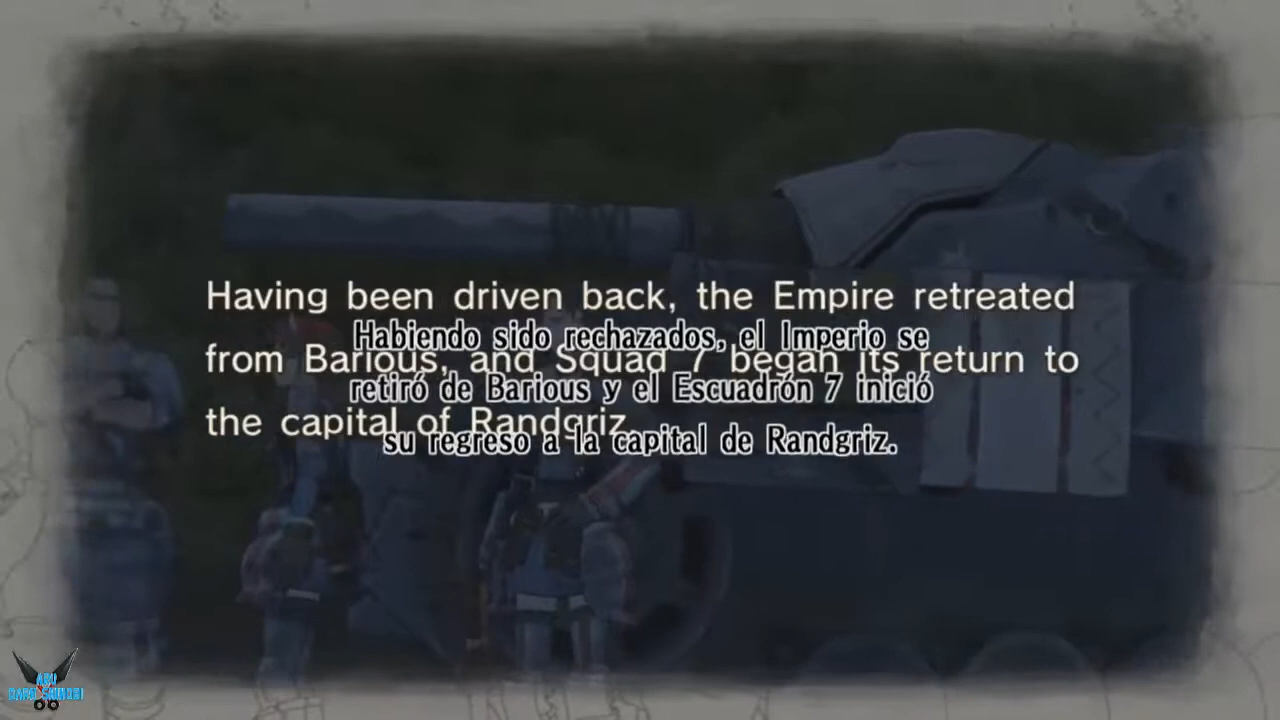 Having been driven back, the Empire retreated
Habiendo sido rechazados, el Imperio se
from Barious, and Squad 7 began its return to
retiró de Barious y el Escuadrón 7 inició
the capital of Randgriz.
su regreso a la capital de Randgriz.